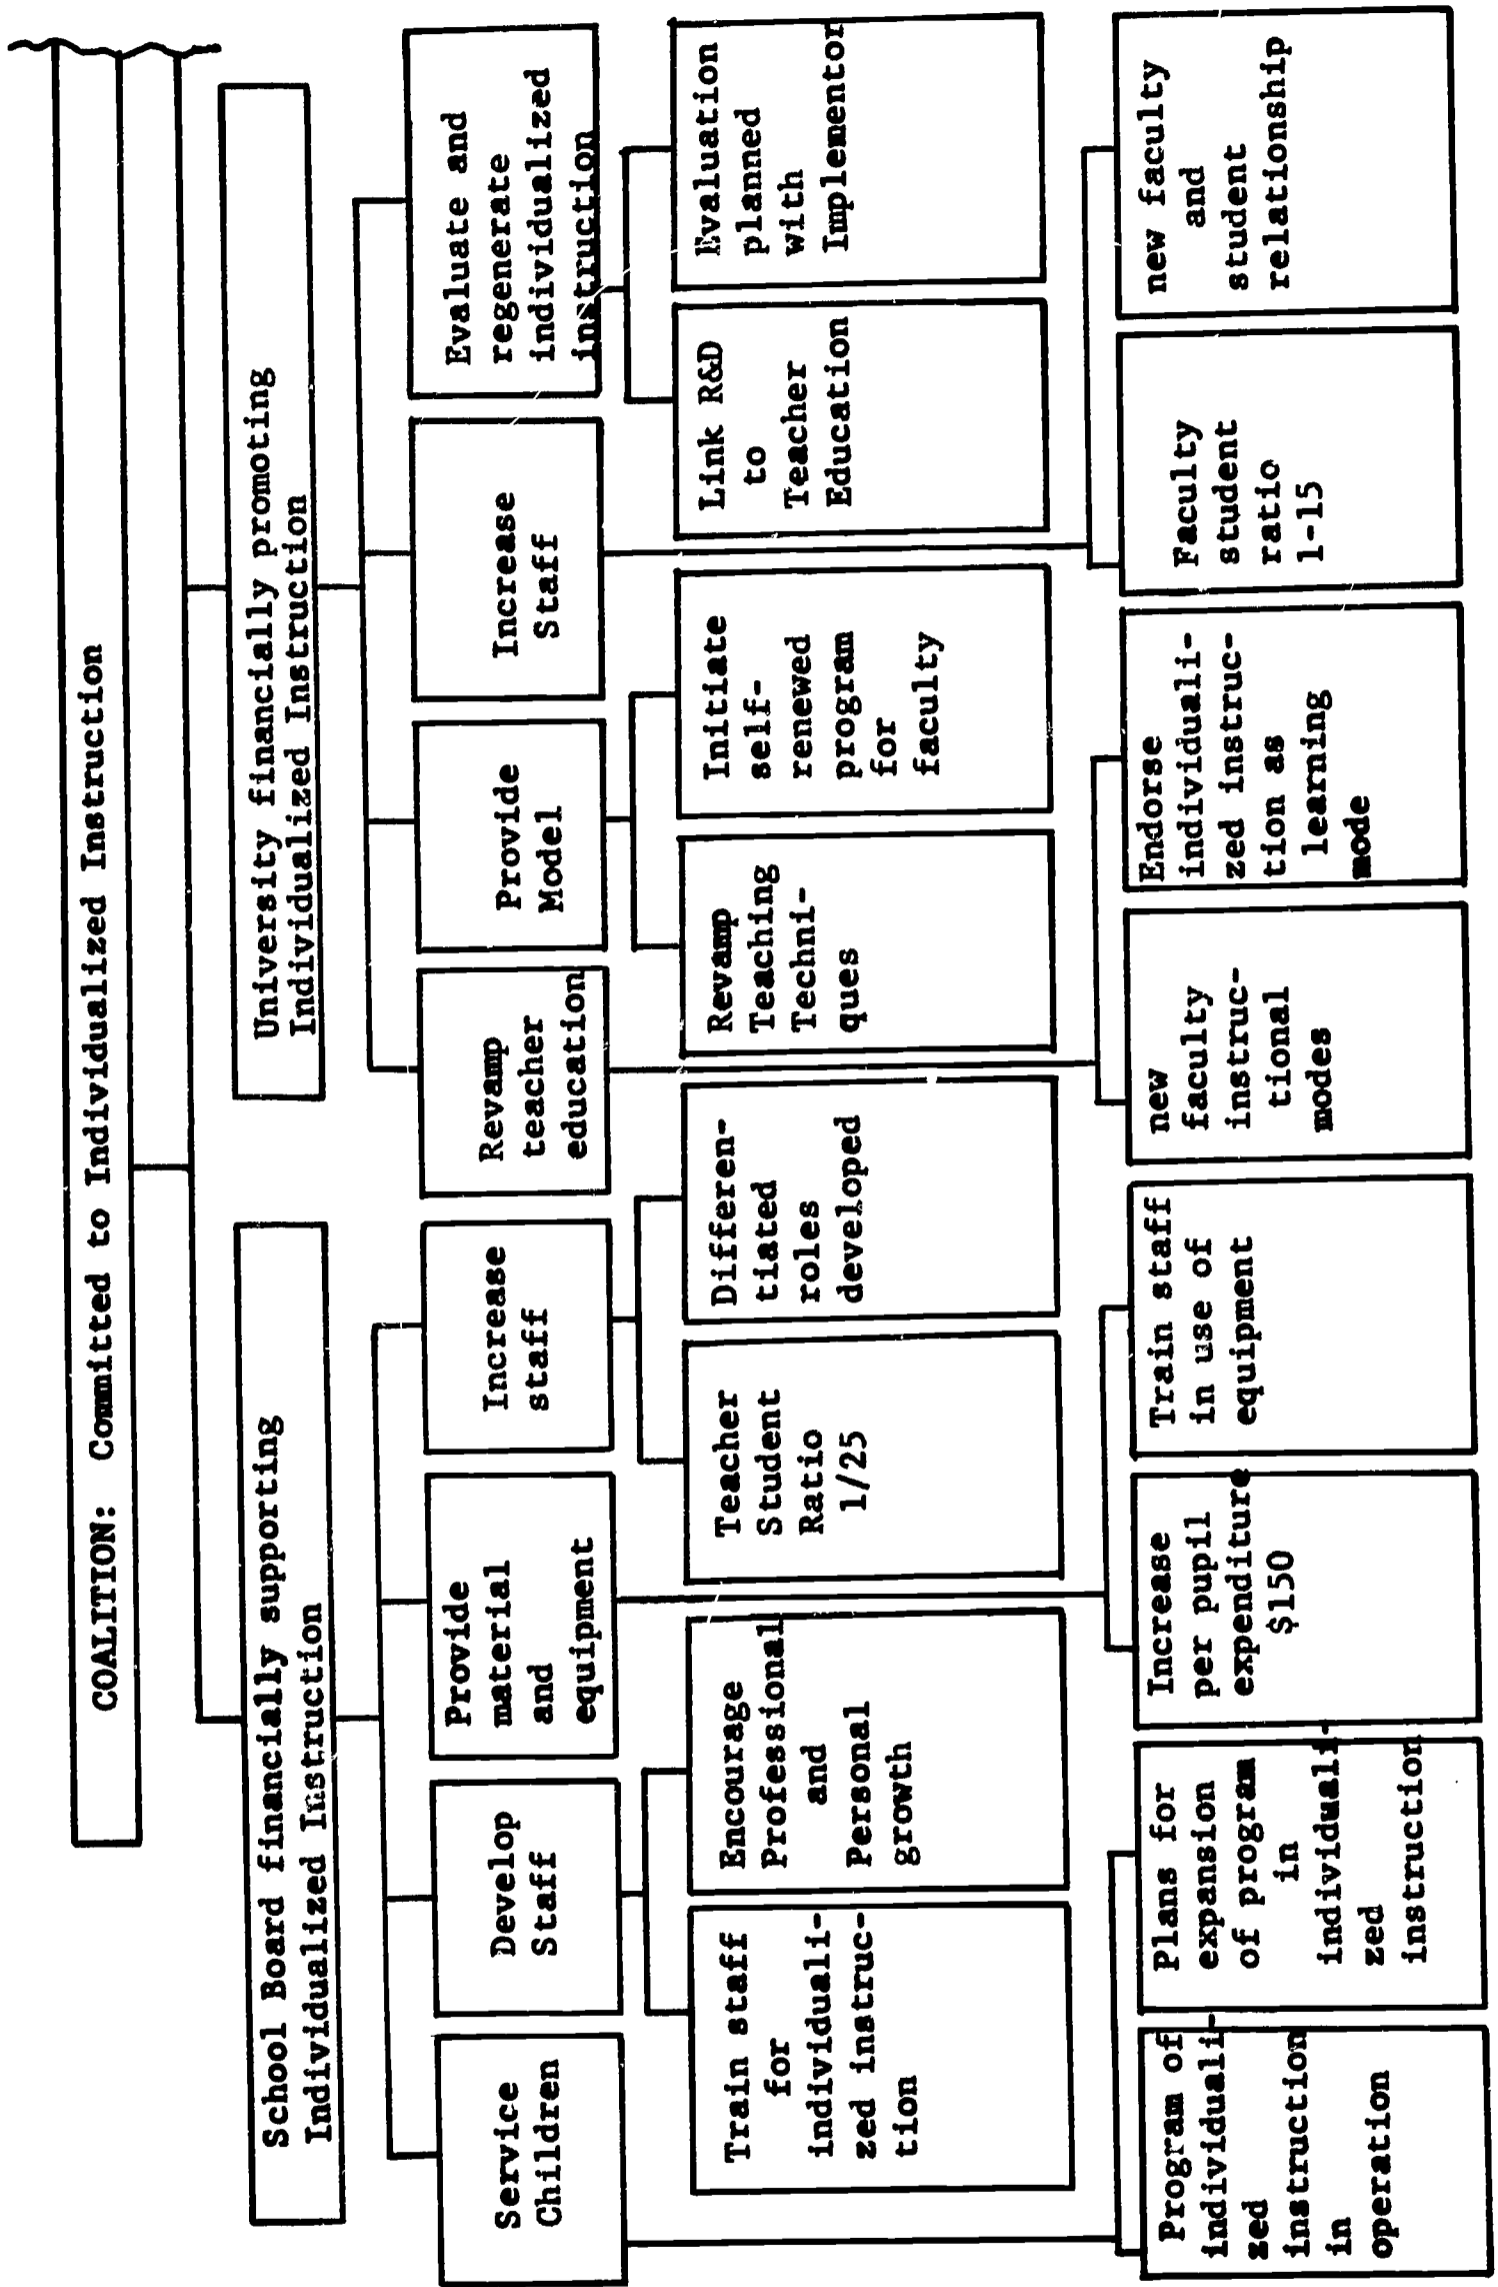 COALITION: Committed to Individualized Instruction
School Board financially supporting
Individualized Instruction
University financially promoting
Individualized Instruction
Service
Children
Develop
Staff
Provide
material
and
equipment
Increase
staff
Revamp
teacher
education
Provide
Model
Increase
Staff
Evaluate and
regenerate
individualized
instruction
Train staff
for
individuali-
zed instruc-
tion
Encourage
Professional
and
Personal
growth
Teacher
Student
Ratio
1/25
Differen-
tiated
roles
developed
Revamp
Teaching
Techni-
ques
Initiate
self-
renewed
program
for
faculty
Link R&D
to
Teacher
Education
Evaluation
planned
with
Implementor
Program of
individuali-
zed
instruction
in
operation
Plans for
expansion
of program
in
individuali-
zed
instruction
Increase
per pupil
expenditure
$150
Train staff
in use of
equipment
new
faculty
instruc-
tional
modes
Endorse
individuali-
zed instruc-
tion as
learning
mode
Faculty
student
ratio
1-15
new faculty
and
student
relationship